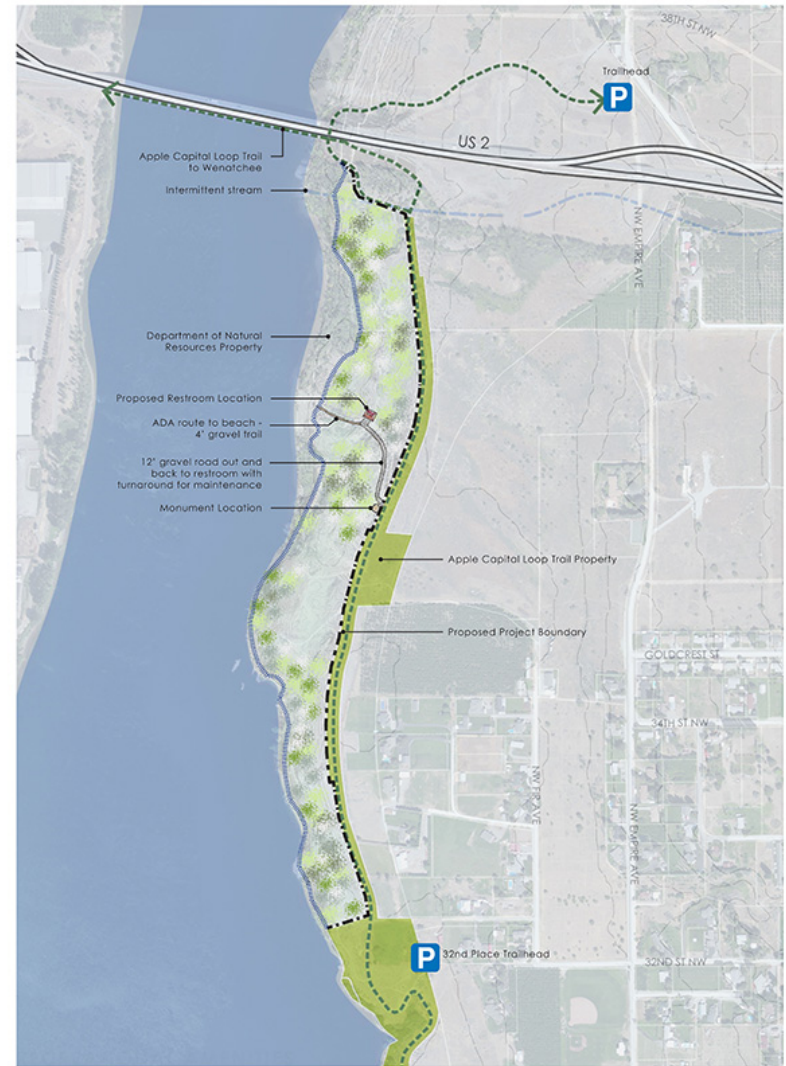 38TH ST NW
Trailhead
P
US 2
Apple Capital Loop Trail
to Wenatchee
Intermittent stream
NW EMPIRE AVE
Department of Natural
Resources Property
Proposed Restroom Location
ADA route to beach -
4' gravel trail
12' gravel road out and
back to restroom with
turnaround for maintenance
Monument Location
Apple Capital Loop Trail Property
Proposed Project Boundary
GOLDCREST ST
34TH ST NW
NW FIR AVE
NW EMPIRE AVE
P
32nd Place Trailhead
32ND ST NW